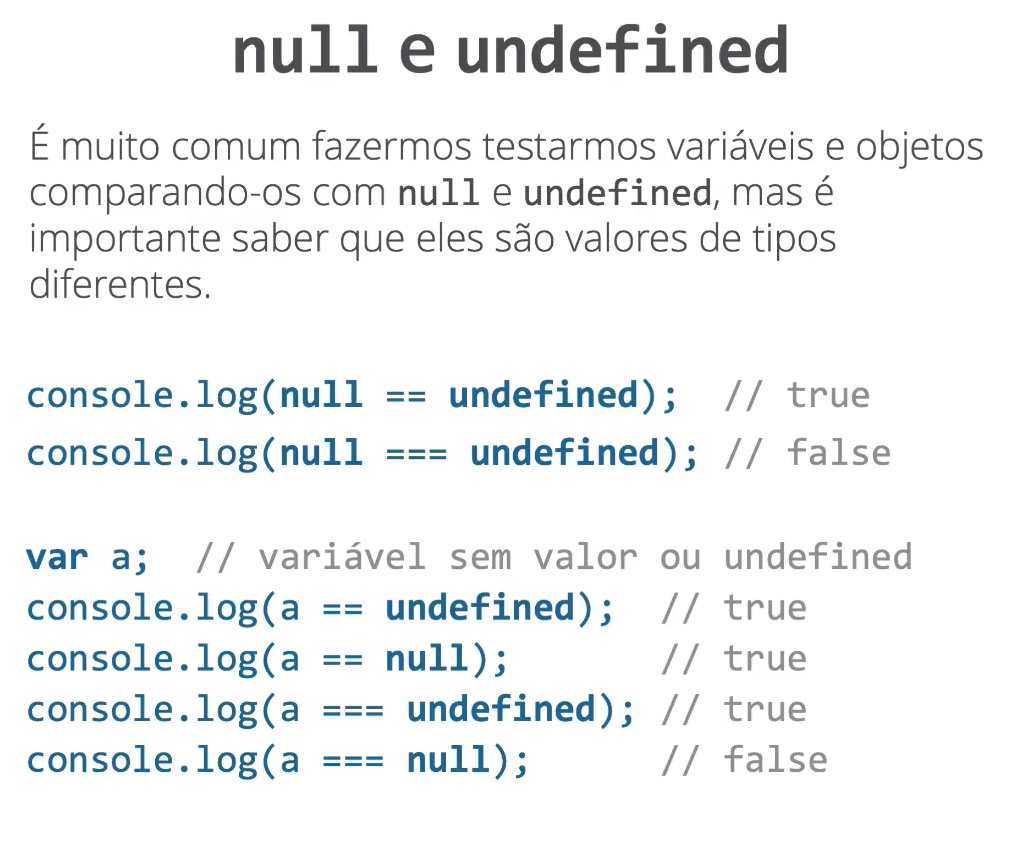 null e undefined
É muito comum fazermos testarmos variáveis e objetos
comparando-os com null e undefined, mas é
importante saber que eles são valores de tipos
diferentes.
console.log(null == undefined);  // true
console.log(null === undefined); // false
var a;  // variável sem valor ou undefined
console.log(a == undefined);  // true
console.log(a == null);       // true
console.log(a === undefined); // true
console.log(a === null);      // false